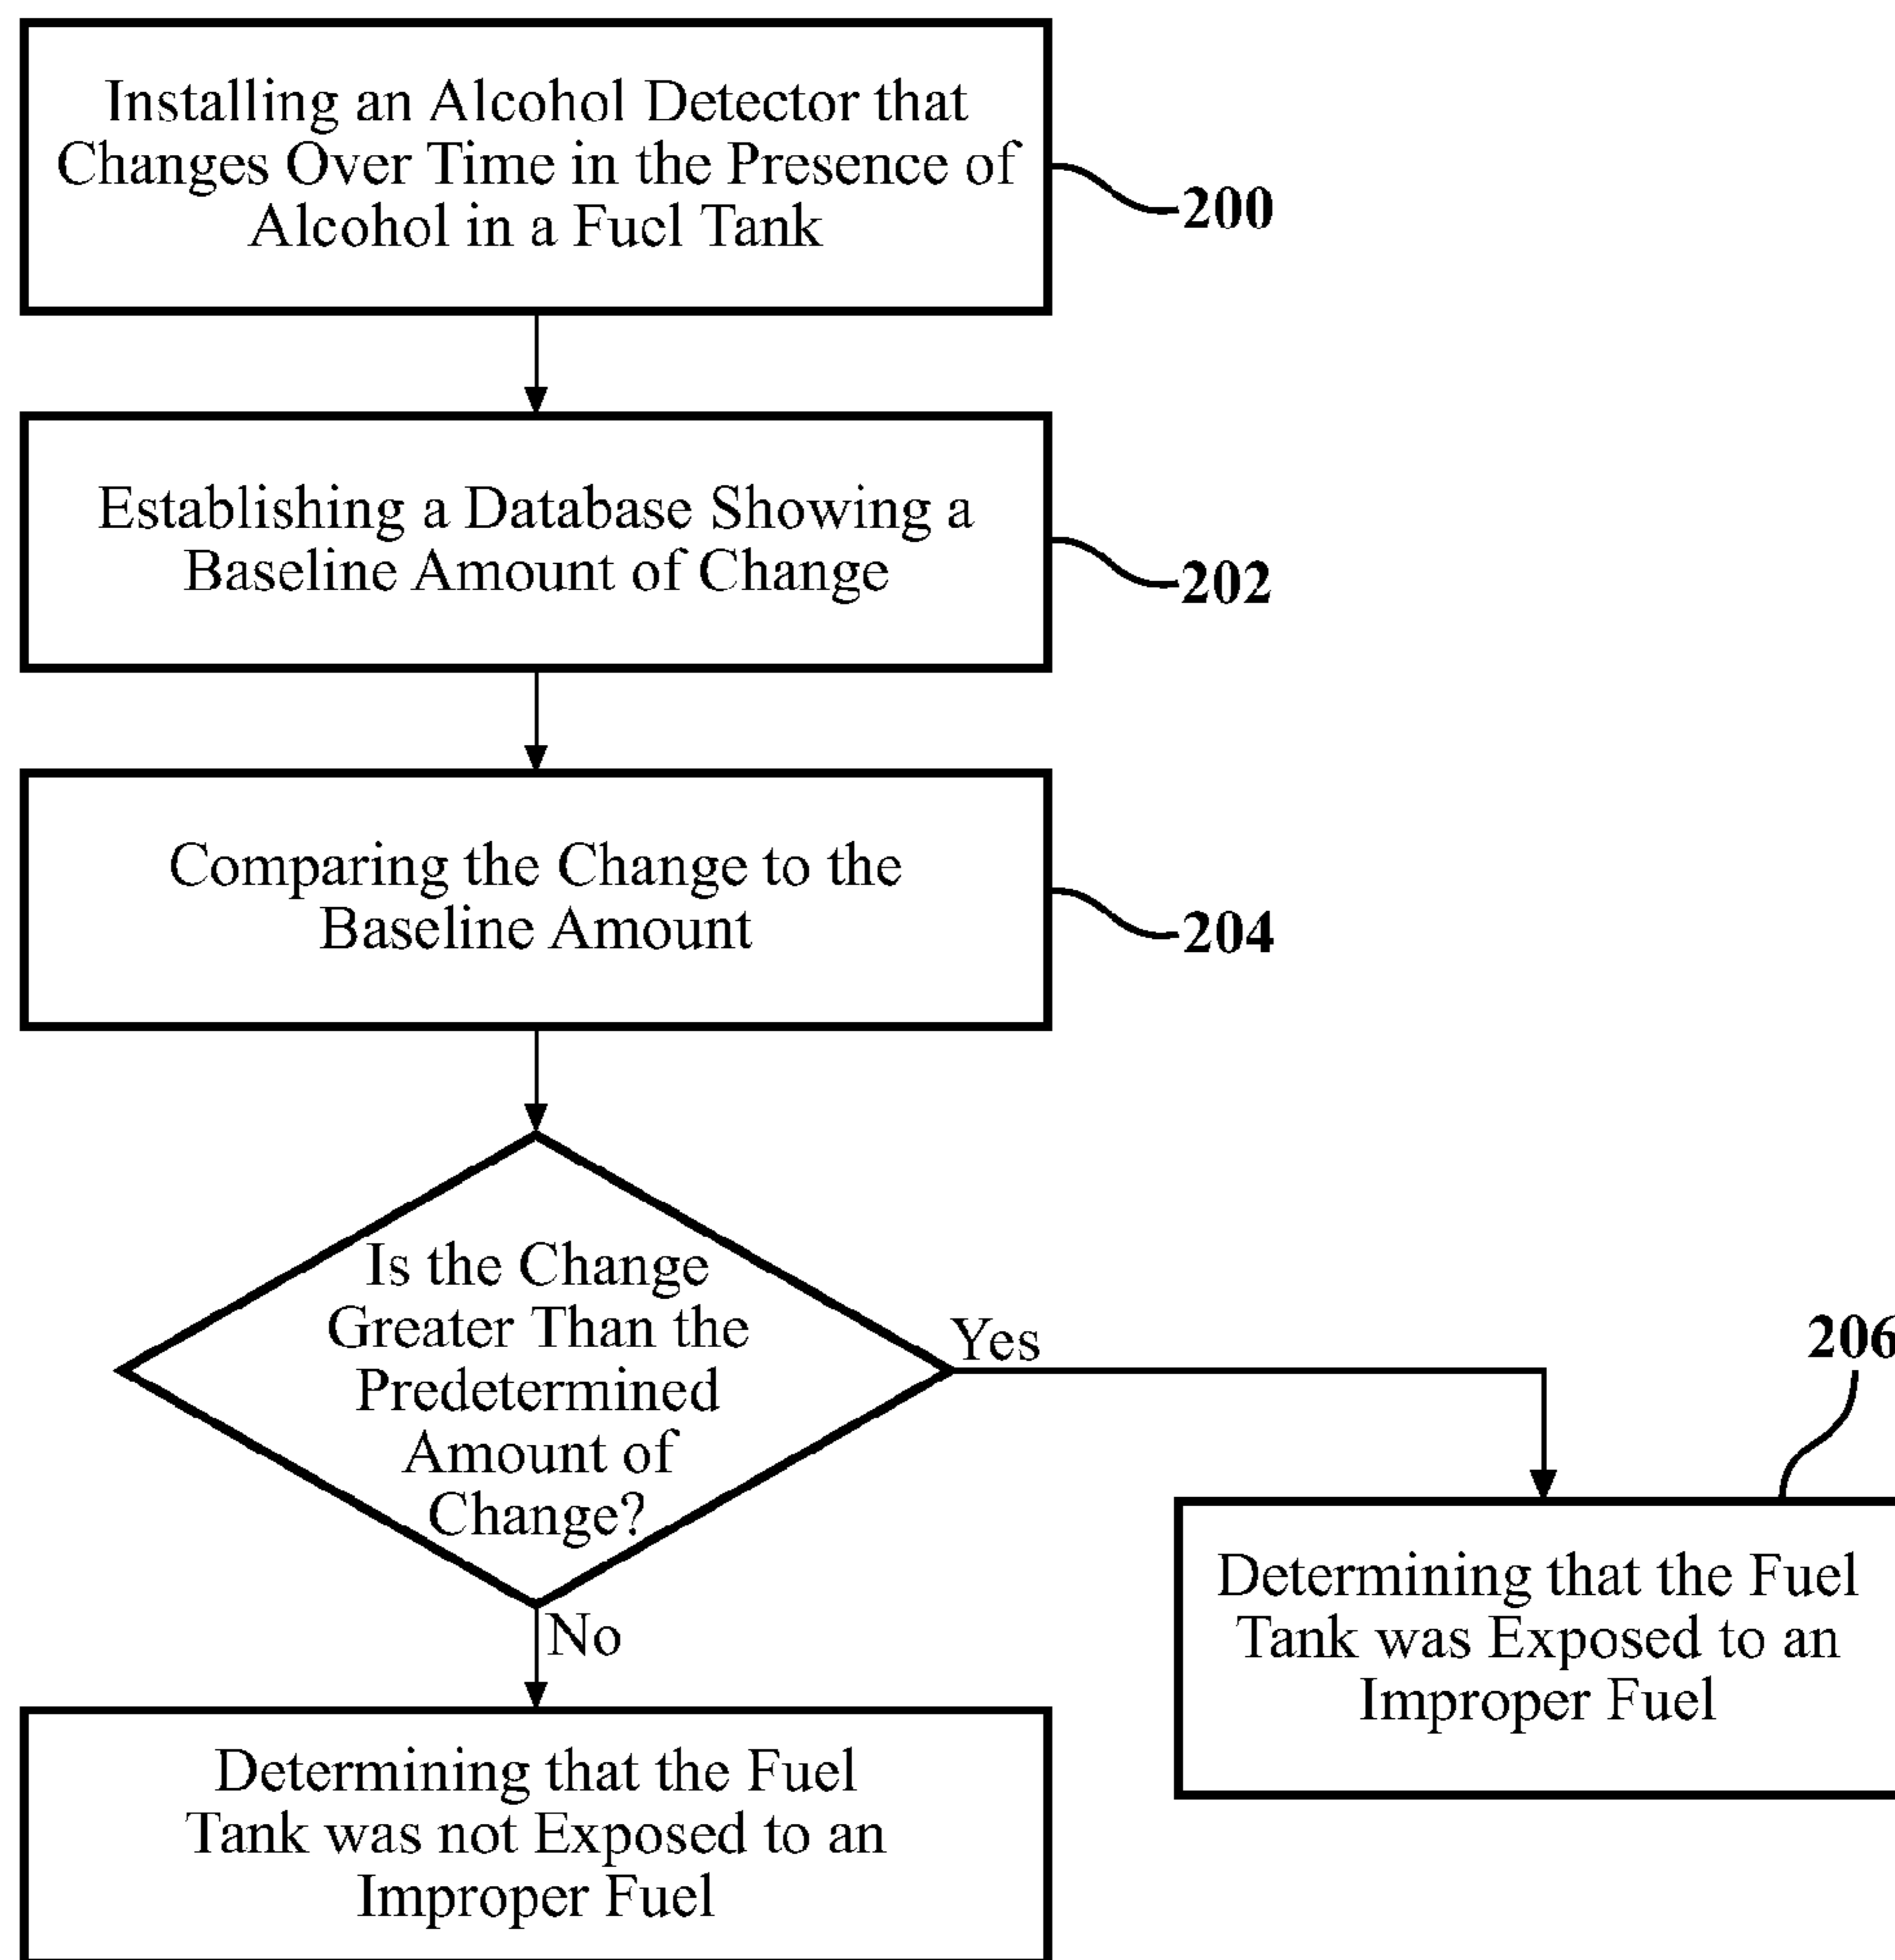 Installing an Alcohol Detector that
Changes Over Time in the Presence of
Alcohol in a Fuel Tank
200
Establishing a Database Showing a
Baseline Amount of Change
202
Comparing the Change to the
Baseline Amount
204
Is the Change
Greater Than the
Predetermined
Amount of
Change?
Yes
206
Determining that the Fuel
Tank was Exposed to an
Improper Fuel
No
Determining that the Fuel
Tank was not Exposed to an
Improper Fuel